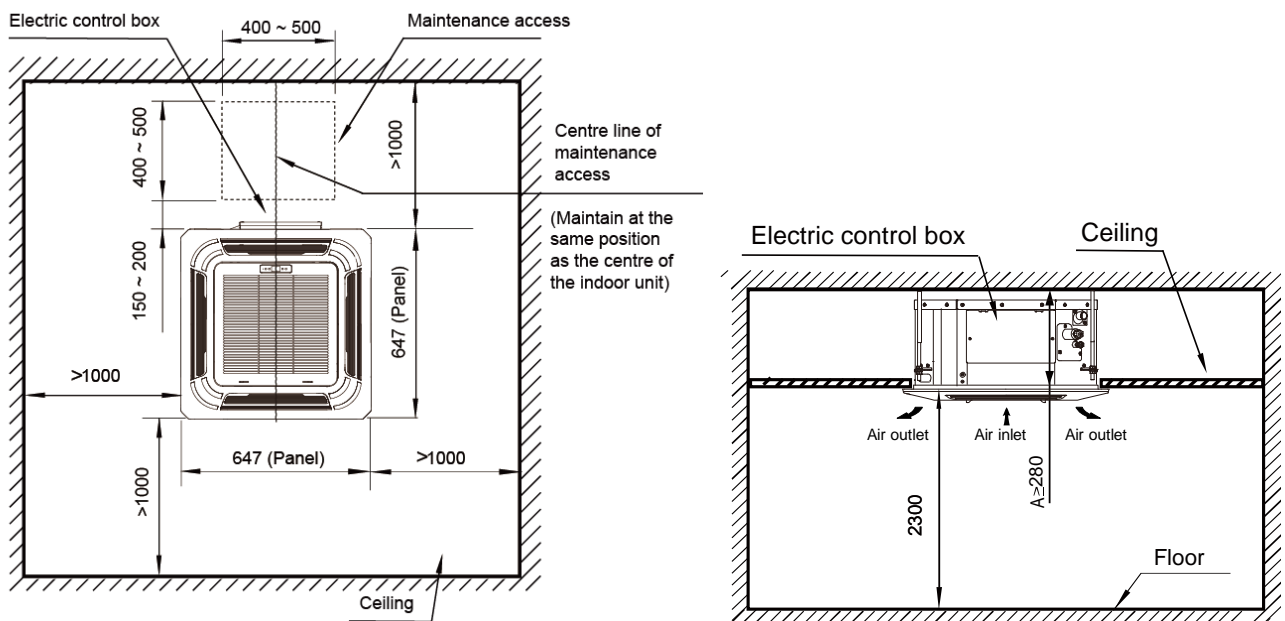 Electric control box
400 ~ 500
Maintenance access
400 ~ 500
>1000
Centre line of
maintenance
access
(Maintain at the
same position
as the centre of
the indoor unit)
150 ~ 200
647 (Panel)
>1000
647 (Panel)
>1000
>1000
Ceiling
Electric control box
Ceiling
Air outlet
Air inlet
Air outlet
A≥280
2300
Floor